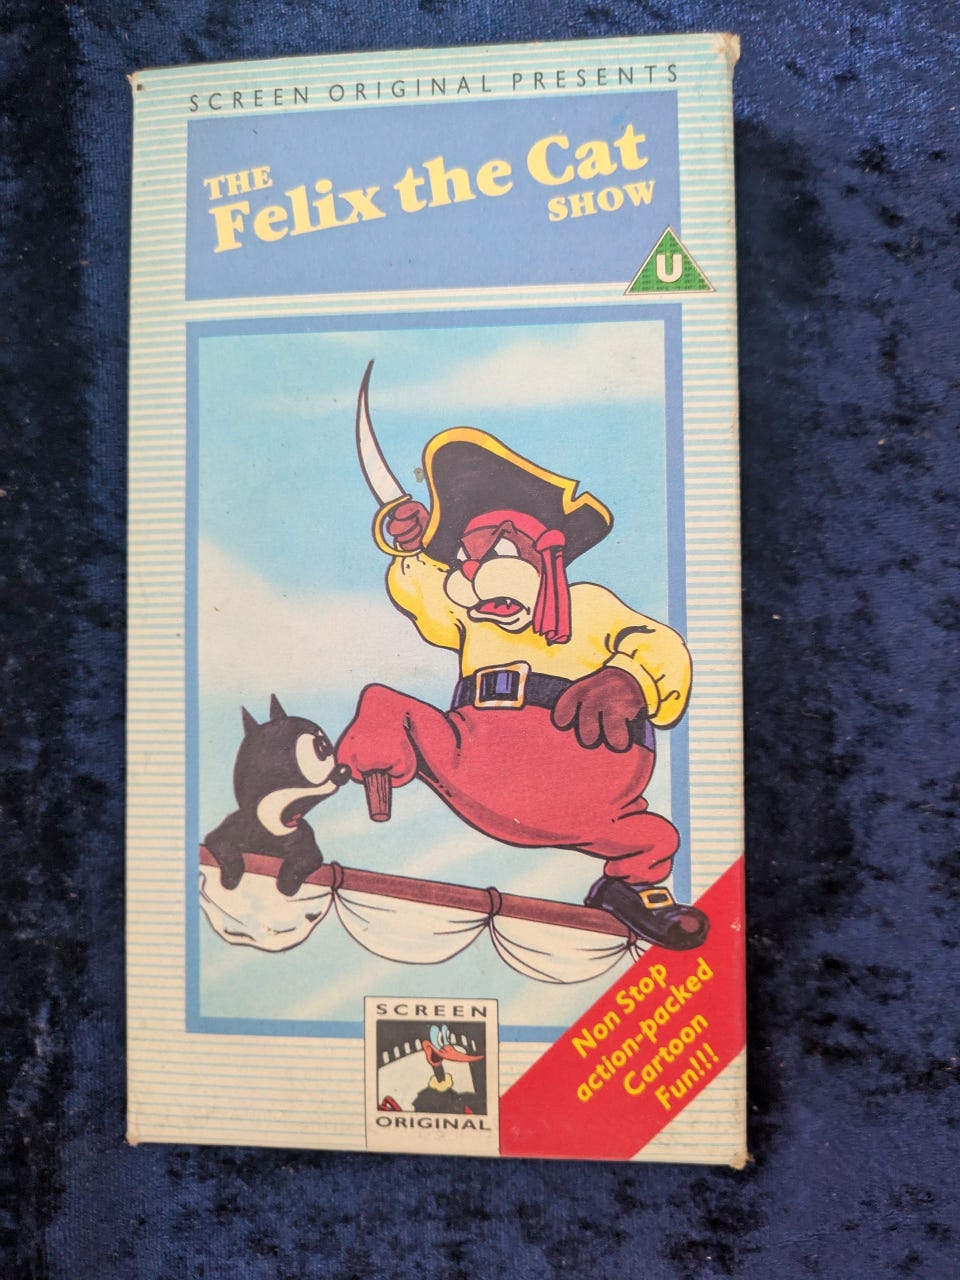 SCREEN ORIGINAL PRESENTS
THE
Felix the Cat
SHOW
U
Non Stop
action-packed
Cartoon
Fun!!!
SCREEN
ORIGINAL